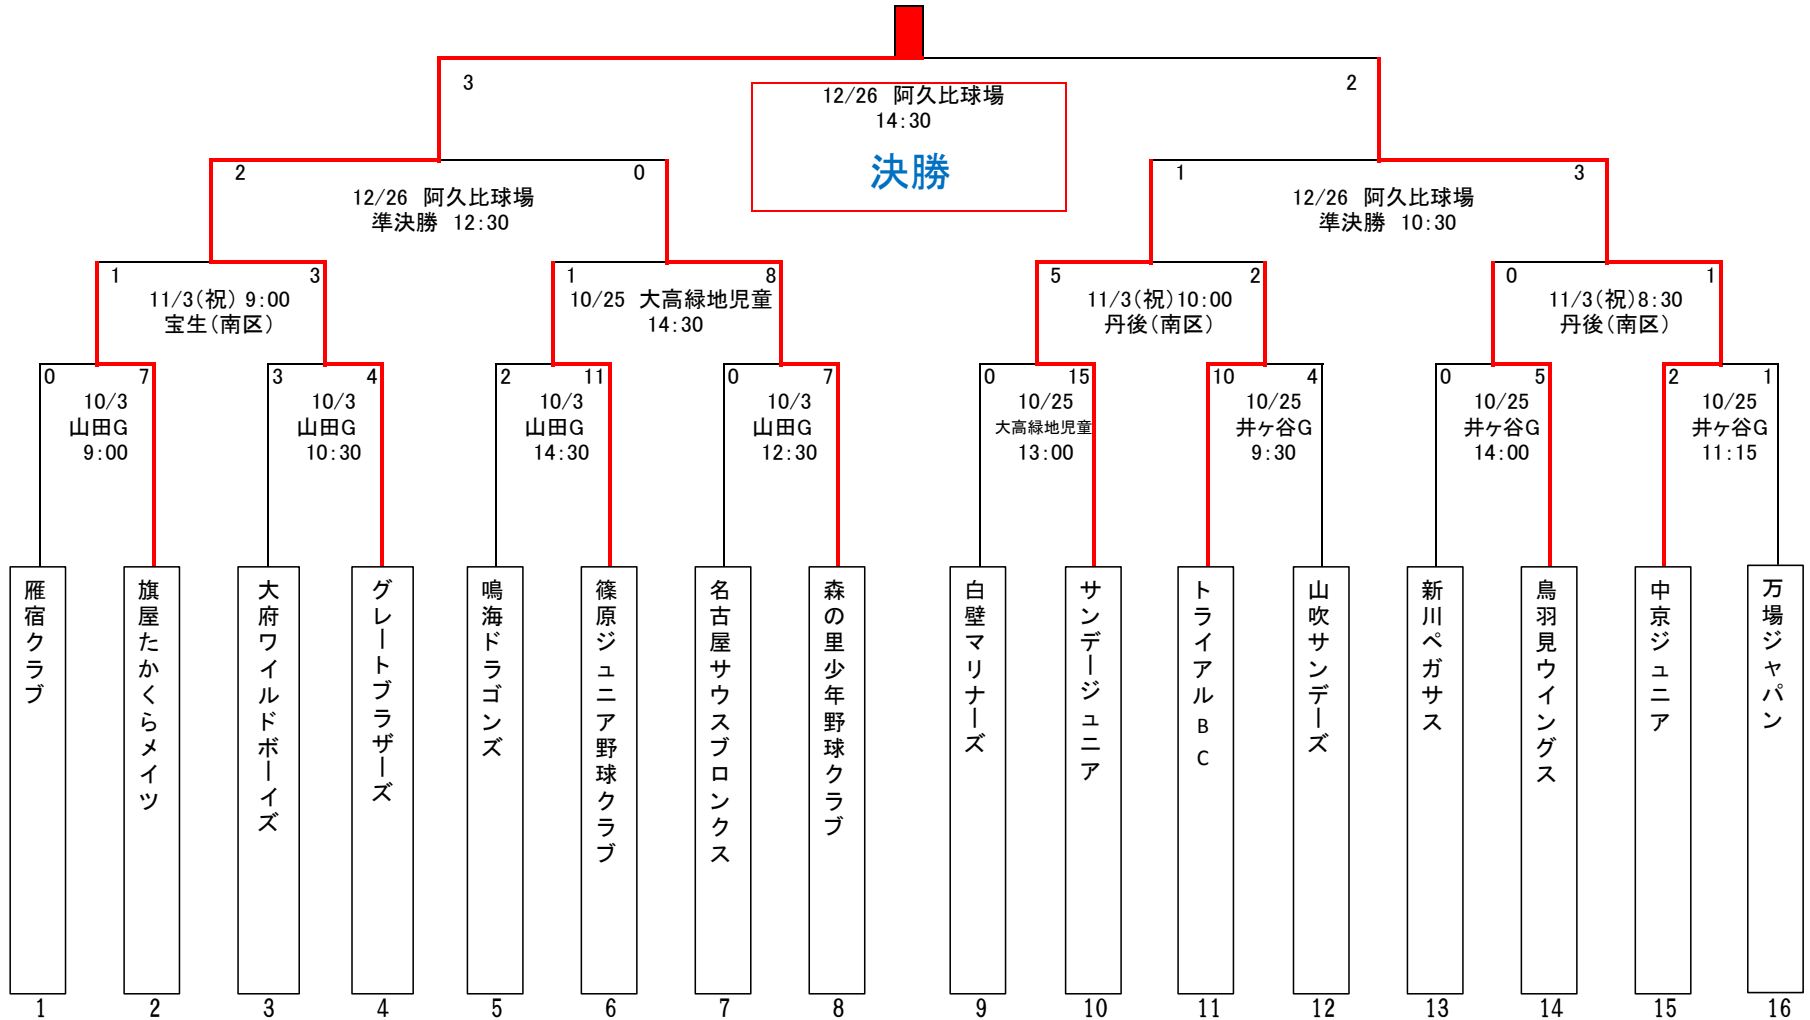 3
2
12/26 阿久比球場
14:30
決勝
2
0
12/26 阿久比球場
準決勝 12:30
1
3
12/26 阿久比球場
準決勝 10:30
1
3
11/3(祝) 9:00
宝生(南区)
1
8
10/25 大高緑地児童
14:30
5
2
11/3(祝)10:00
丹後(南区)
0
1
11/3(祝)8:30
丹後(南区)
0
7
10/3
山田G
9:00
3
4
10/3
山田G
10:30
2
11
10/3
山田G
14:30
0
7
10/3
山田G
12:30
0
15
10/25
大高緑地児童
13:00
10
4
10/25
井ヶ谷G
9:30
0
5
10/25
井ヶ谷G
14:00
2
1
10/25
井ヶ谷G
11:15
雁宿クラブ
旗屋たかくらメイツ
大府ワイルドボーイズ
グレートブラザーズ
鳴海ドラゴンズ
篠原ジュニア野球クラブ
名古屋サウスブロンクス
森の里少年野球クラブ
白壁マリナーズ
サンデージュニア
トライアルBC
山吹サンデーズ
新川ペガサス
鳥羽見ウイングス
中京ジュニア
万場ジャパン
1
2
3
4
5
6
7
8
9
10
11
12
13
14
15
16